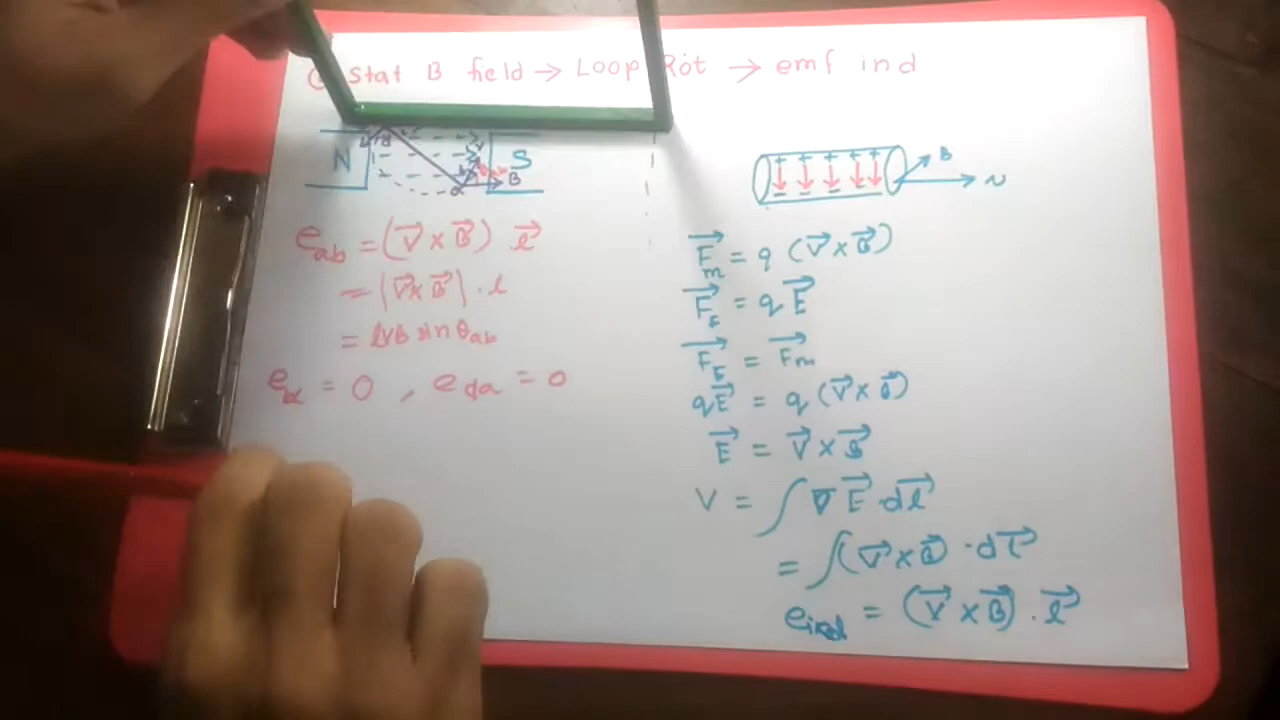 Stat B field → Loop Rot → emf ind
N S
B
+ + + + +
- - - - -
B
v
e_ab = (v⃗ × B⃗) l⃗
= |v⃗ × B⃗| · l
= lvB sin θ_ab
e_bc = 0 , e_da = 0
F⃗_m = q (v⃗ × B⃗)
F⃗_E = q E⃗
F⃗_E = F⃗_m
qE⃗ = q (v⃗ × B⃗)
E⃗ = v⃗ × B⃗
V = ∫ E⃗ · dl⃗
= ∫(v⃗ × B⃗) · dl⃗
e_ind = (v⃗ × B⃗) · l⃗